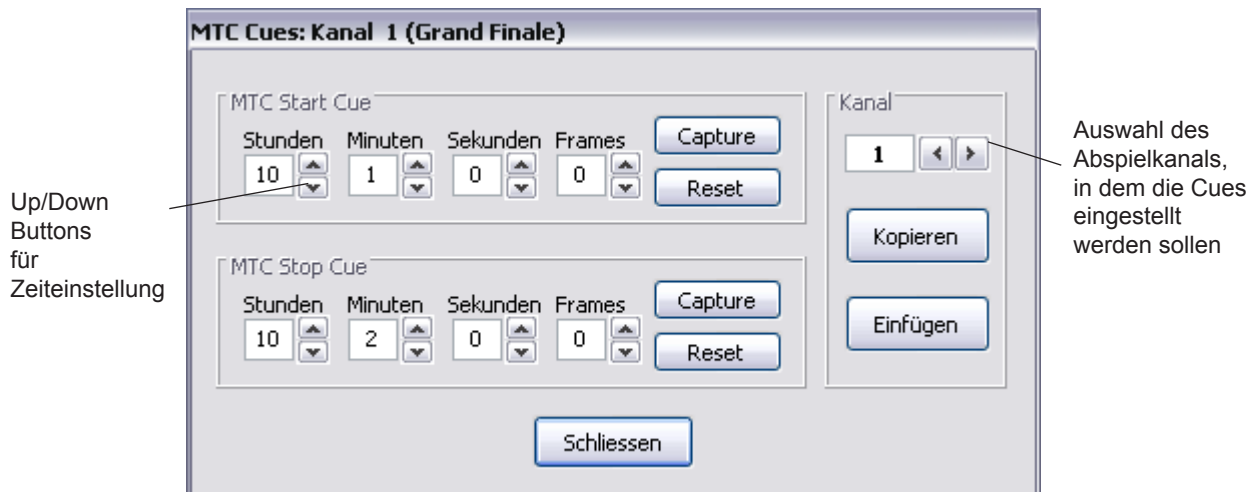 MTC Cues: Kanal 1 (Grand Finale)
MTC Start Cue
Stunden Minuten Sekunden Frames
10 1 0 0
Capture
Reset
Kanal
1
Kopieren
Einfügen
MTC Stop Cue
Stunden Minuten Sekunden Frames
10 2 0 0
Capture
Reset
Schliessen
Up/Down
Buttons
für
Zeiteinstellung
Auswahl des
Abspielkanals,
in dem die Cues
eingestellt
werden sollen